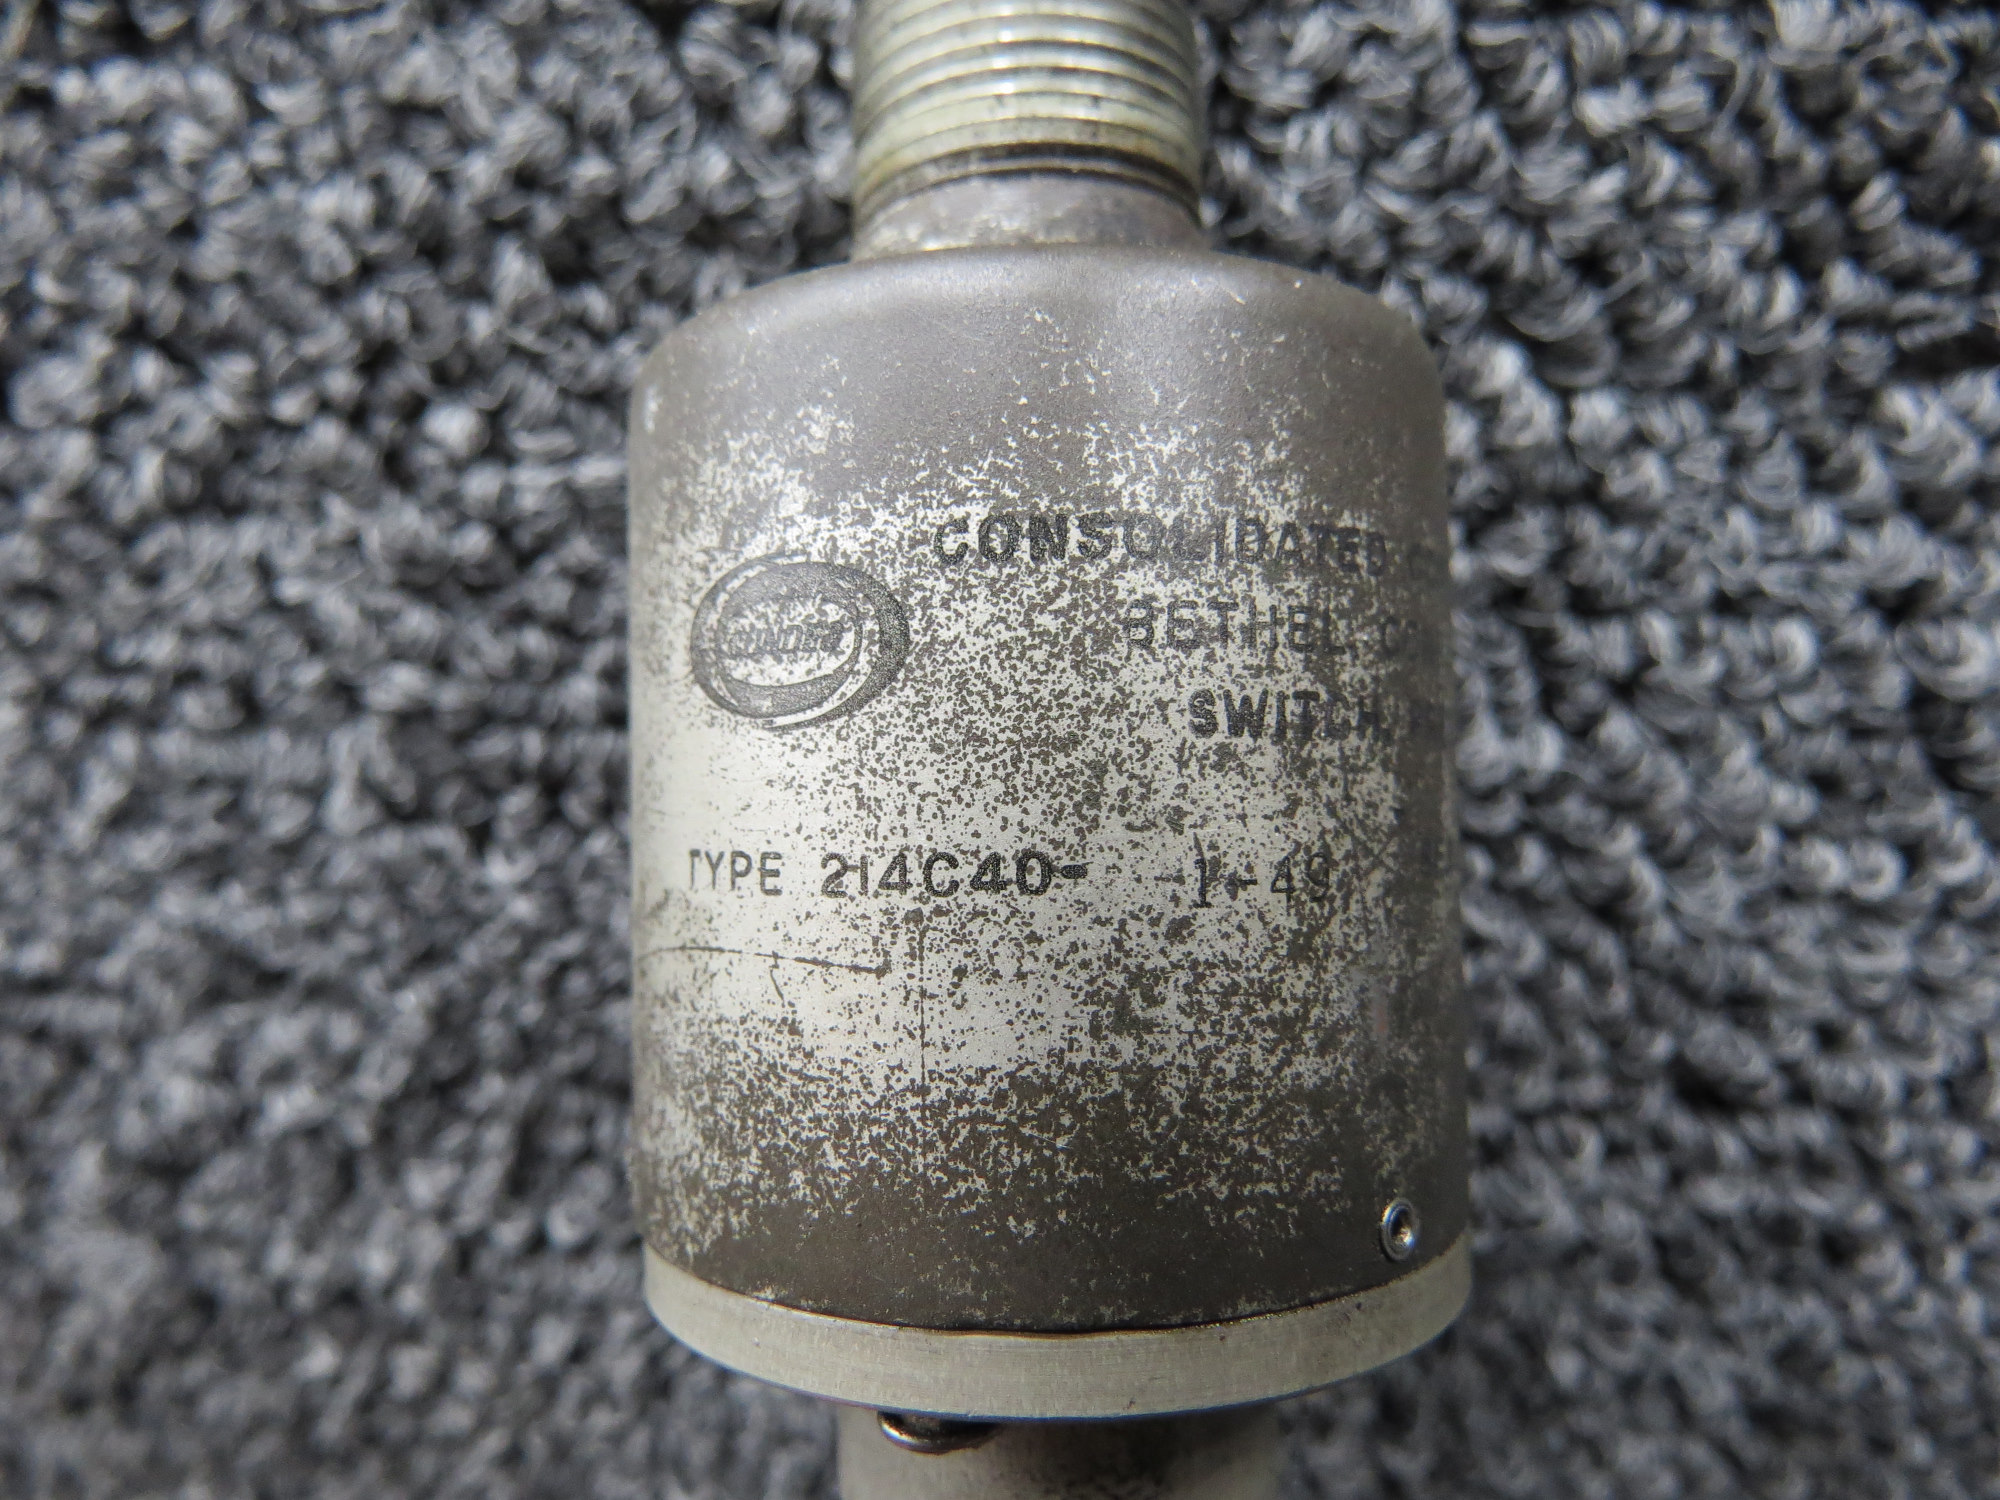 CONSOLIDATED
BETHEL
SWITCH
TYPE 214C40- -1-49